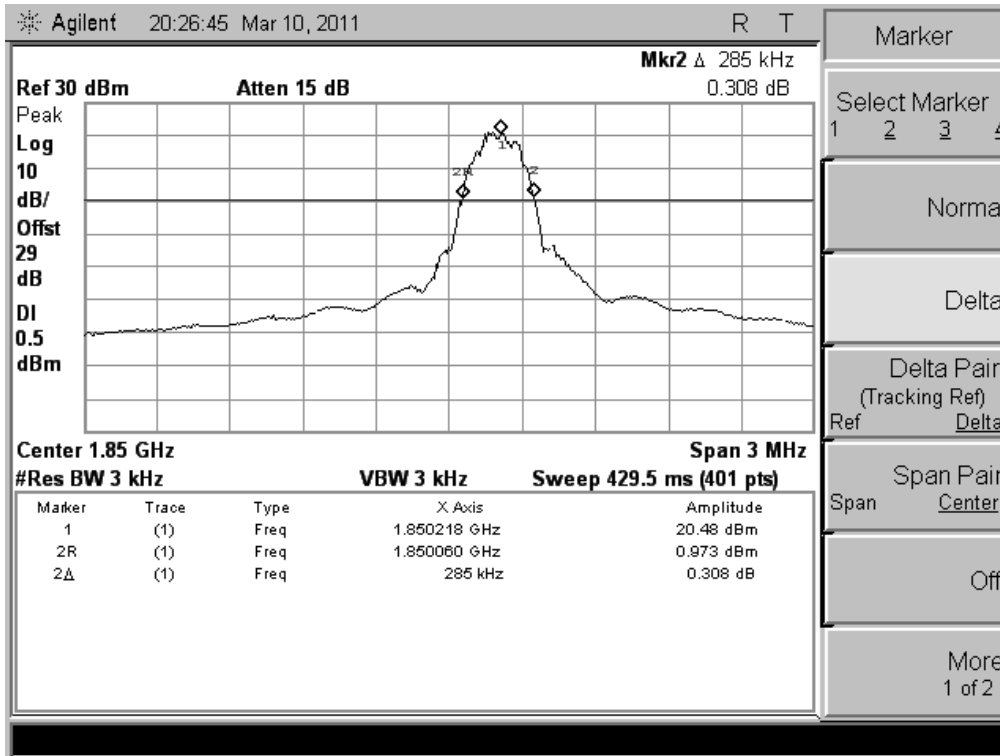 Agilent 20:26:45 Mar 10, 2011 R T
Mkr2 Δ 285 kHz
Ref 30 dBm Atten 15 dB 0.308 dB
Peak
Log
10
dB/
Offst
29
dB
DI
0.5
dBm
2R
1
2
Center 1.85 GHz Span 3 MHz
#Res BW 3 kHz VBW 3 kHz Sweep 429.5 ms (401 pts)
Marker Trace Type X Axis Amplitude
1 (1) Freq 1.850218 GHz 20.48 dBm
2R (1) Freq 1.850060 GHz 0.973 dBm
2Δ (1) Freq 285 kHz 0.308 dB
Marker
Select Marker
1 2 3 4
Norma
Delta
Delta Pair
(Tracking Ref)
Ref Delta
Span Pair
Span Center
Off
More
1 of 2